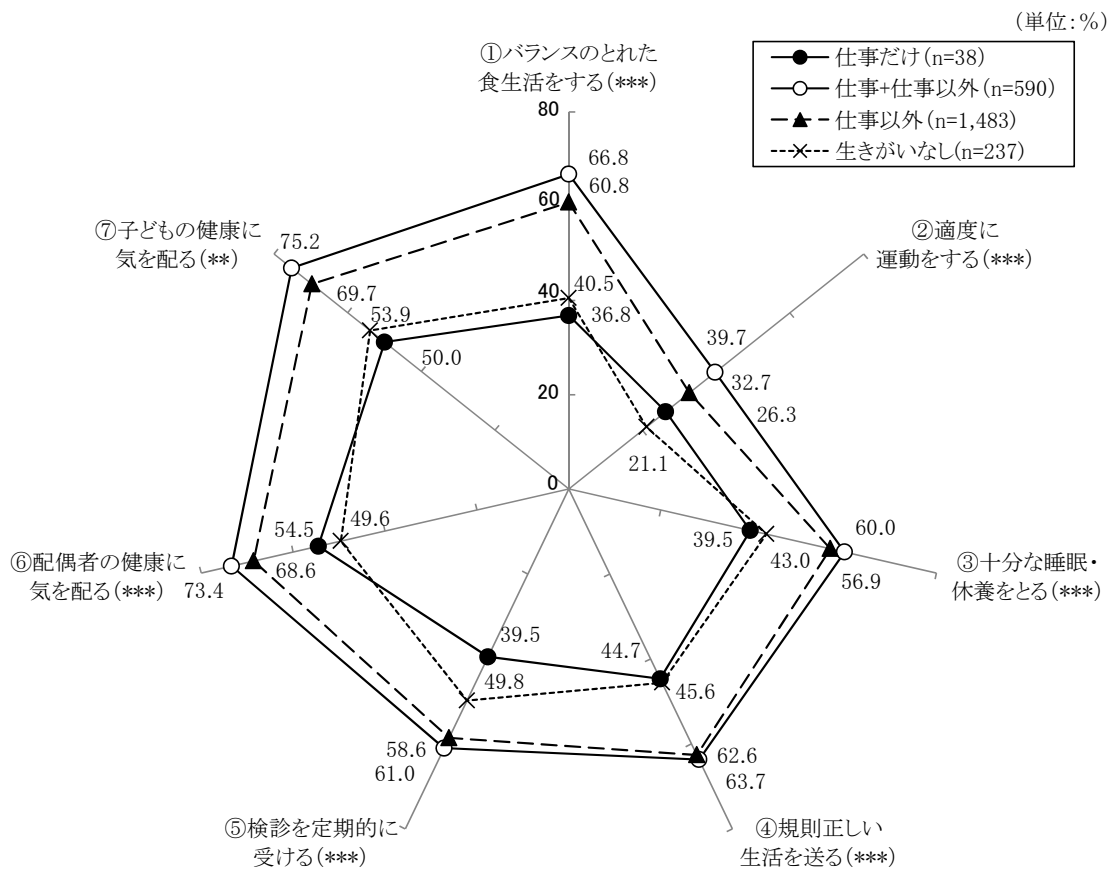 (単位:%)
仕事だけ(n=38)
仕事+仕事以外(n=590)
仕事以外(n=1,483)
生きがいなし(n=237)
①バランスのとれた
食生活をする(***)
80
66.8
60.8
60
40.5
40
36.8
20
0
②適度に
運動をする(***)
39.7
32.7
26.3
21.1
60.0
39.5
43.0
56.9
③十分な睡眠・
休養をとる(***)
44.7
45.6
62.6
63.7
④規則正しい
生活を送る(***)
39.5
49.8
58.6
61.0
⑤検診を定期的に
受ける(***)
54.5
49.6
68.6
73.4
⑥配偶者の健康に
気を配る(***)
⑦子どもの健康に
気を配る(**)
75.2
69.7
53.9
50.0